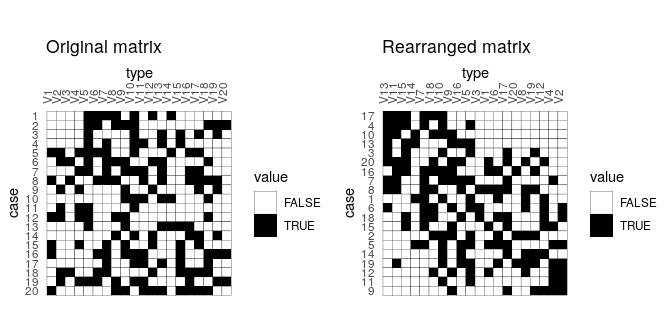 Original matrix
type
V1 V2 V3 V4 V5 V6 V7 V8 V9 V10 V11 V12 V13 V14 V15 V16 V17 V18 V19 V20
case
1
2
3
4
5
6
7
8
9
10
11
12
13
14
15
16
17
18
19
20
value
FALSE
TRUE
Rearranged matrix
type
V13 V11 V15 V14 V7 V18 V10 V9 V16 V5 V3 V1 V6 V17 V20 V8 V19 V12 V4 V2
case
17
4
10
13
3
20
16
7
8
1
6
18
15
2
5
14
19
12
11
9
value
FALSE
TRUE